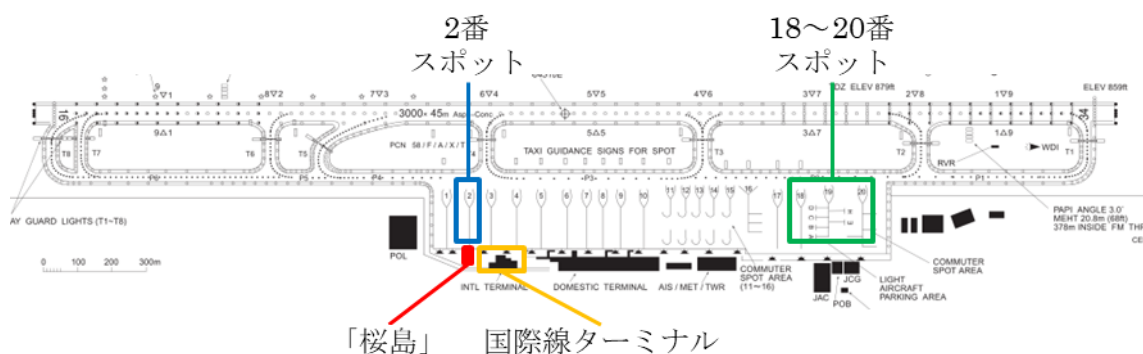 2番
スポット
18～20番
スポット
04310E
9
▽1
8▽2
7▽3
6▽4
5▽5
4▽6
3▽7
DZ ELEV 879ft
2▽8
1▽9
ELEV 859ft
16
3000× 45m Asp-Conc
34
9△1
5△5
3△7
1△9
PCN 58 / F / A / X / T
TAXI GUIDANCE SIGNS FOR SPOT
T8
T7
T6
T5
4
T3
T2
T1
RVR
WDI
P6
P5
P4
P3
P1
AY GUARD LIGHTS (T1~T8)
PAPI ANGLE 3.0°
MEHT 20.8m (68ft)
378m INSIDE FM THR
CE
1
2
3
4
5
6
7
8
9
10
11
12
13
14
15
16
17
18
19
20
POL
0
100
200
300m
INTL TERMINAL
DOMESTIC TERMINAL
AIS / MET / TWR
COMMUTER
SPOT AREA
(11~16)
JAC
JCG
POB
LIGHT
AIRCRAFT
PARKING AREA
COMMUTER
SPOT AREA
「桜島」
国際線ターミナル